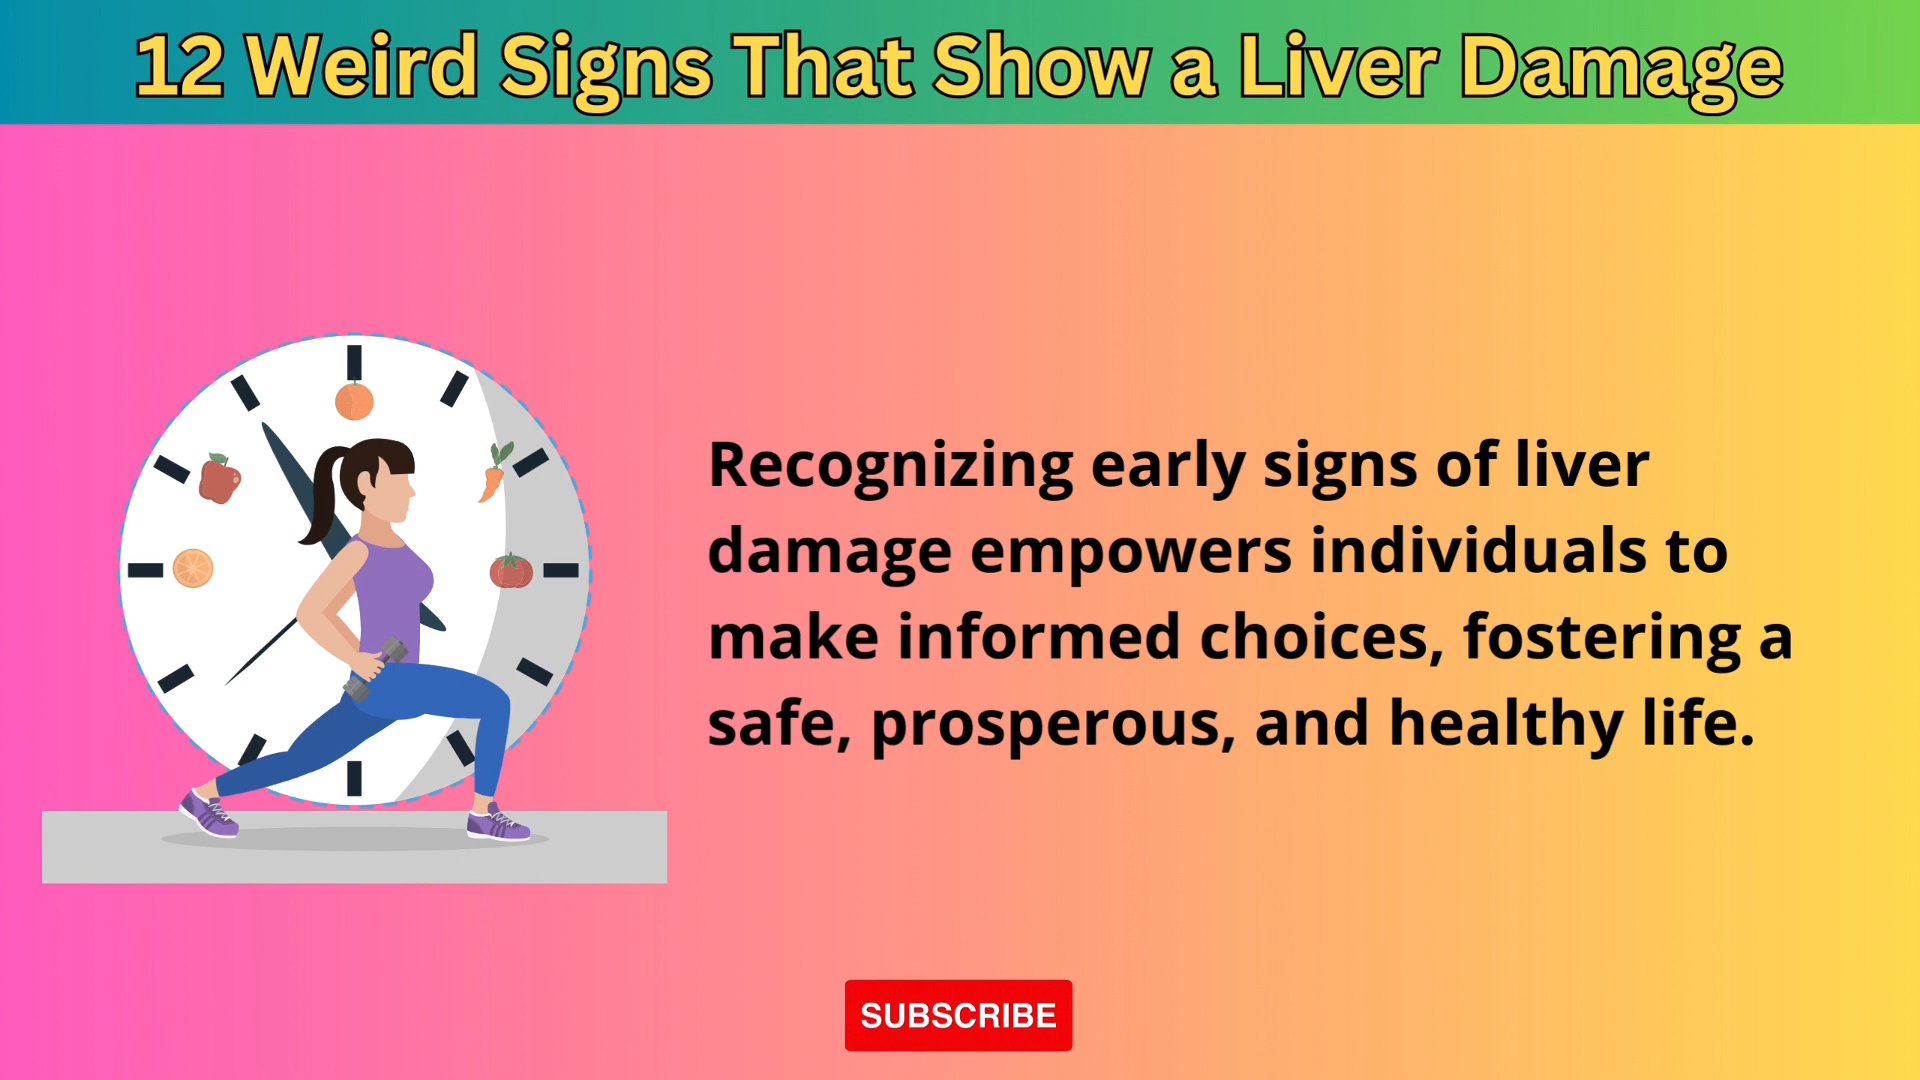 12 Weird Signs That Show a Liver Damage
Recognizing early signs of liver
damage empowers individuals to
make informed choices, fostering a
safe, prosperous, and healthy life.
SUBSCRIBE